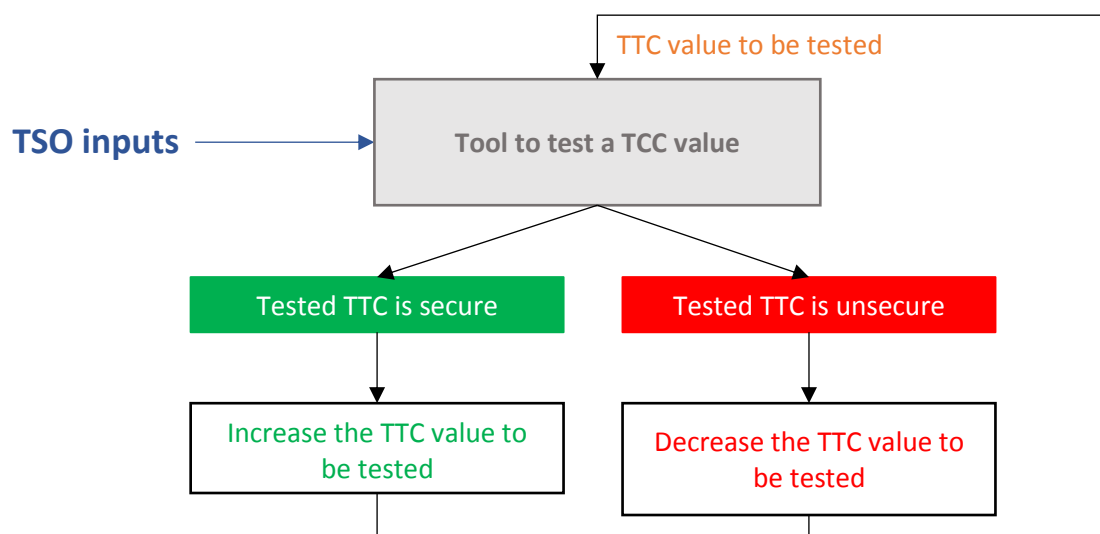 TTC value to be tested
TSO inputs
Tool to test a TCC value
Tested TTC is secure
Tested TTC is unsecure
Increase the TTC value to
be tested
Decrease the TTC value to
be tested